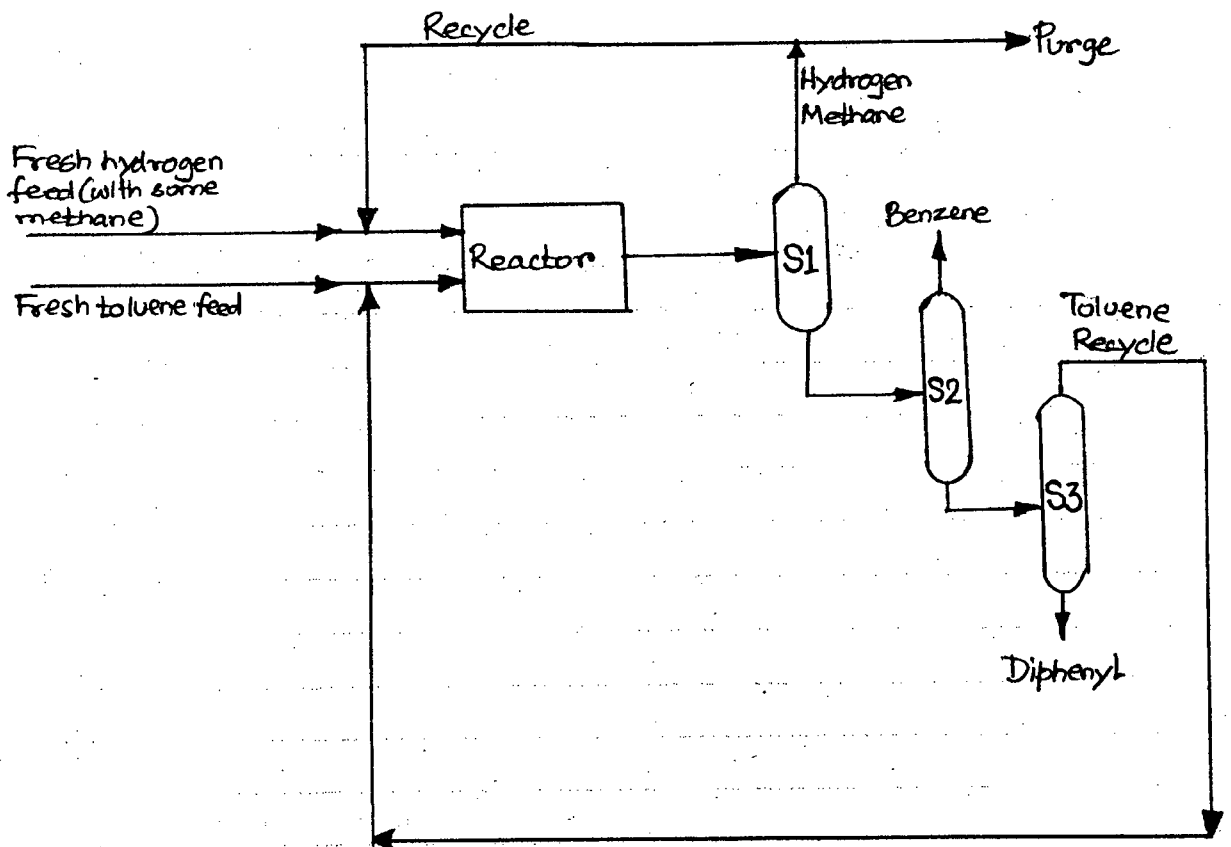 Recycle
Purge
Hydrogen
Methane
Fresh hydrogen
feed (with some
methane)
Reactor
Fresh toluene feed
S1
Benzene
S2
Toluene
Recycle
S3
Diphenyl